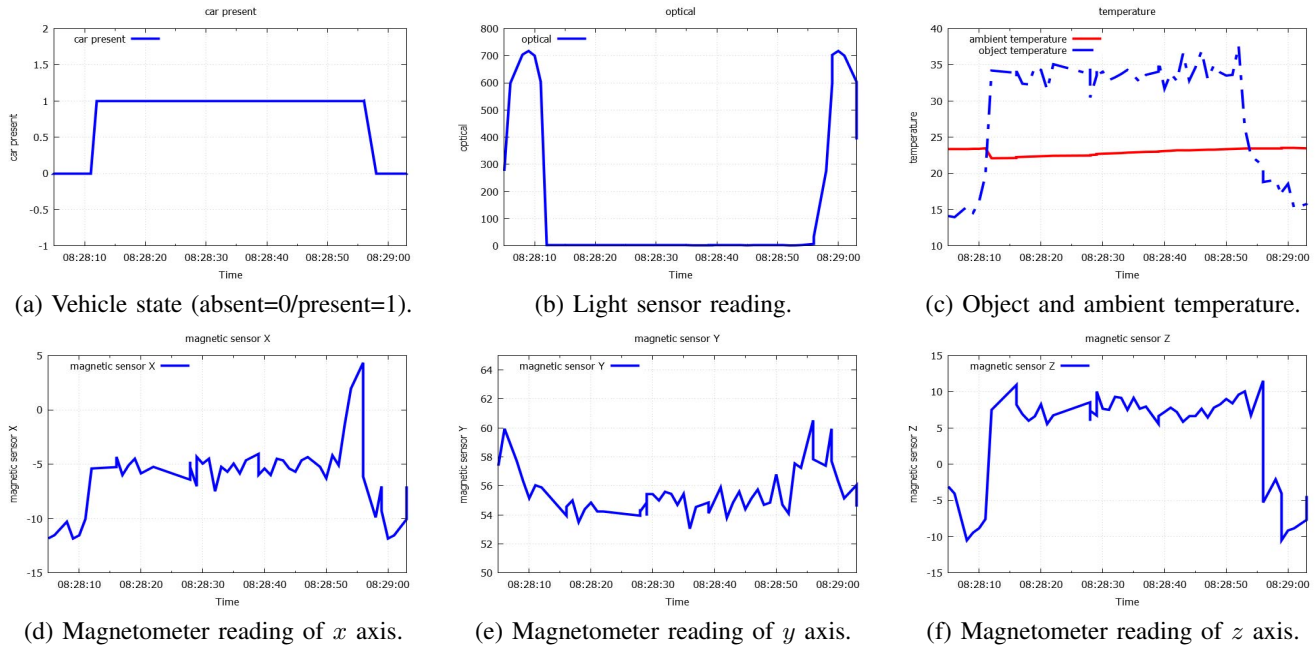 car present
car present
2
1.5
1
0.5
0
-0.5
-1
car present
08:28:10 08:28:20 08:28:30 08:28:40 08:28:50 08:29:00
Time
(a) Vehicle state (absent=0/present=1).
optical
optical
800
700
600
500
400
300
200
100
0
optical
08:28:10 08:28:20 08:28:30 08:28:40 08:28:50 08:29:00
Time
(b) Light sensor reading.
temperature
ambient temperature
object temperature
40
35
30
25
20
15
10
temperature
08:28:10 08:28:20 08:28:30 08:28:40 08:28:50 08:29:00
Time
(c) Object and ambient temperature.
magnetic sensor X
magnetic sensor X
5
0
-5
-10
-15
magnetic sensor X
08:28:10 08:28:20 08:28:30 08:28:40 08:28:50 08:29:00
Time
(d) Magnetometer reading of x axis.
magnetic sensor Y
magnetic sensor Y
64
62
60
58
56
54
52
50
magnetic sensor Y
08:28:10 08:28:20 08:28:30 08:28:40 08:28:50 08:29:00
Time
(e) Magnetometer reading of y axis.
magnetic sensor Z
magnetic sensor Z
15
10
5
0
-5
-10
-15
magnetic sensor Z
08:28:10 08:28:20 08:28:30 08:28:40 08:28:50 08:29:00
Time
(f) Magnetometer reading of z axis.